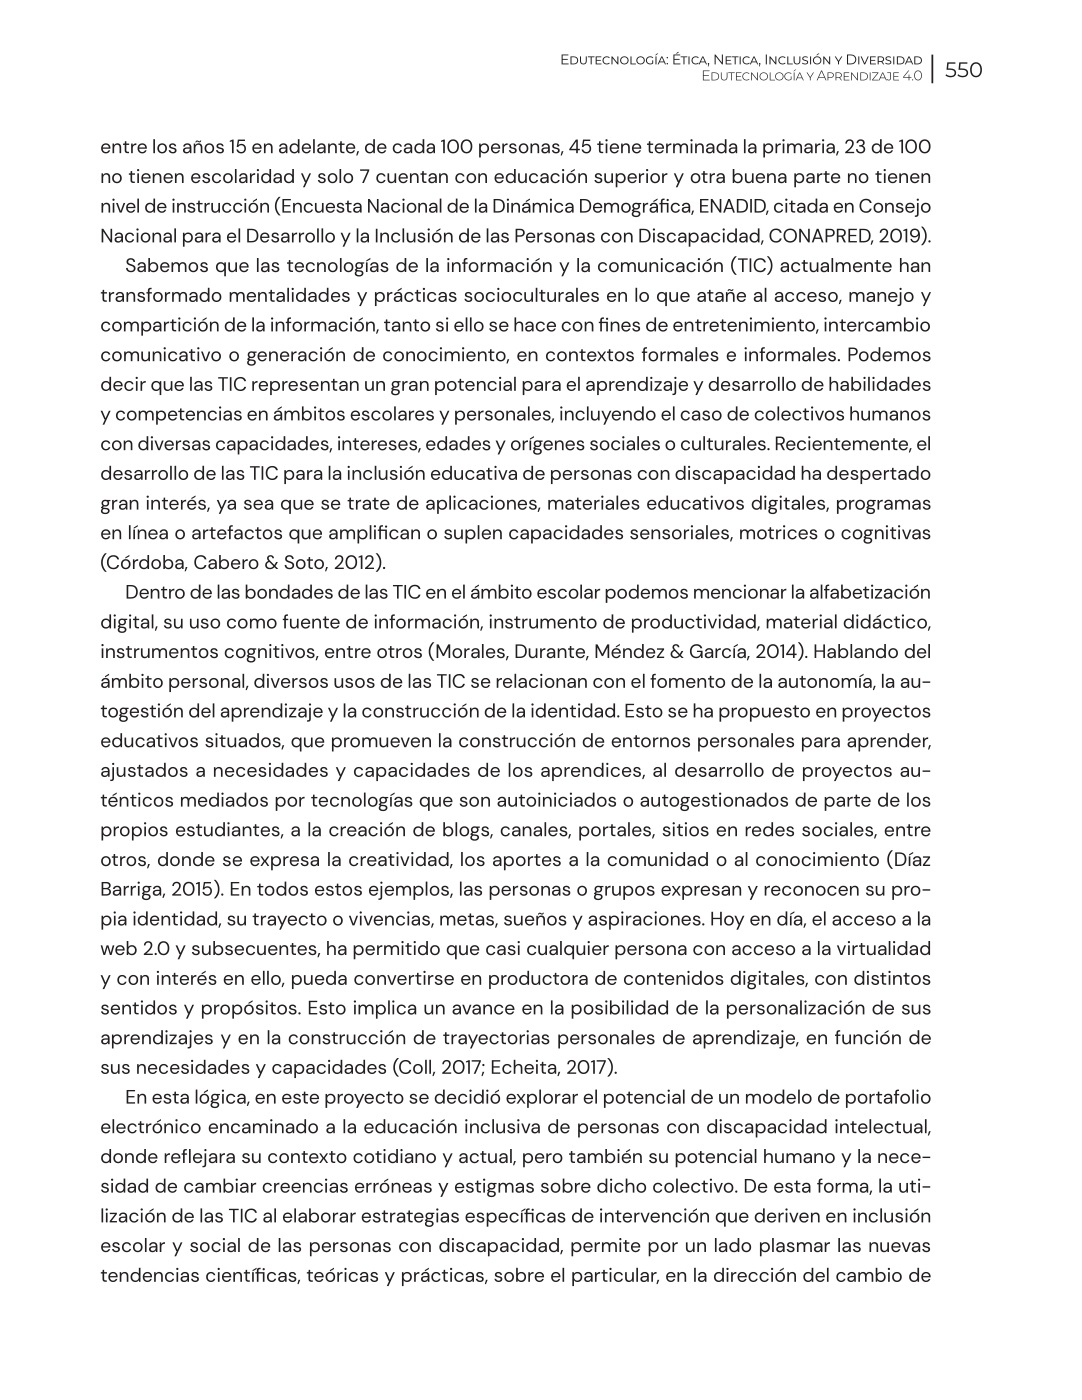 Edutecnología: Ética, Netica, Inclusión y Diversidad
Edutecnología y Aprendizaje 4.0
550
entre los años 15 en adelante, de cada 100 personas, 45 tiene terminada la primaria, 23 de 100
no tienen escolaridad y solo 7 cuentan con educación superior y otra buena parte no tienen
nivel de instrucción (Encuesta Nacional de la Dinámica Demográfica, ENADID, citada en Consejo
Nacional para el Desarrollo y la Inclusión de las Personas con Discapacidad, CONAPRED, 2019).
Sabemos que las tecnologías de la información y la comunicación (TIC) actualmente han
transformado mentalidades y prácticas socioculturales en lo que atañe al acceso, manejo y
compartición de la información, tanto si ello se hace con fines de entretenimiento, intercambio
comunicativo o generación de conocimiento, en contextos formales e informales. Podemos
decir que las TIC representan un gran potencial para el aprendizaje y desarrollo de habilidades
y competencias en ámbitos escolares y personales, incluyendo el caso de colectivos humanos
con diversas capacidades, intereses, edades y orígenes sociales o culturales. Recientemente, el
desarrollo de las TIC para la inclusión educativa de personas con discapacidad ha despertado
gran interés, ya sea que se trate de aplicaciones, materiales educativos digitales, programas
en línea o artefactos que amplifican o suplen capacidades sensoriales, motrices o cognitivas
(Córdoba, Cabero & Soto, 2012).
Dentro de las bondades de las TIC en el ámbito escolar podemos mencionar la alfabetización
digital, su uso como fuente de información, instrumento de productividad, material didáctico,
instrumentos cognitivos, entre otros (Morales, Durante, Méndez & García, 2014). Hablando del
ámbito personal, diversos usos de las TIC se relacionan con el fomento de la autonomía, la au-
togestión del aprendizaje y la construcción de la identidad. Esto se ha propuesto en proyectos
educativos situados, que promueven la construcción de entornos personales para aprender,
ajustados a necesidades y capacidades de los aprendices, al desarrollo de proyectos au-
ténticos mediados por tecnologías que son autoiniciados o autogestionados de parte de los
propios estudiantes, a la creación de blogs, canales, portales, sitios en redes sociales, entre
otros, donde se expresa la creatividad, los aportes a la comunidad o al conocimiento (Díaz
Barriga, 2015). En todos estos ejemplos, las personas o grupos expresan y reconocen su pro-
pia identidad, su trayecto o vivencias, metas, sueños y aspiraciones. Hoy en día, el acceso a la
web 2.0 y subsecuentes, ha permitido que casi cualquier persona con acceso a la virtualidad
y con interés en ello, pueda convertirse en productora de contenidos digitales, con distintos
sentidos y propósitos. Esto implica un avance en la posibilidad de la personalización de sus
aprendizajes y en la construcción de trayectorias personales de aprendizaje, en función de
sus necesidades y capacidades (Coll, 2017; Echeita, 2017).
En esta lógica, en este proyecto se decidió explorar el potencial de un modelo de portafolio
electrónico encaminado a la educación inclusiva de personas con discapacidad intelectual,
donde reflejara su contexto cotidiano y actual, pero también su potencial humano y la nece-
sidad de cambiar creencias erróneas y estigmas sobre dicho colectivo. De esta forma, la uti-
lización de las TIC al elaborar estrategias específicas de intervención que deriven en inclusión
escolar y social de las personas con discapacidad, permite por un lado plasmar las nuevas
tendencias científicas, teóricas y prácticas, sobre el particular, en la dirección del cambio de